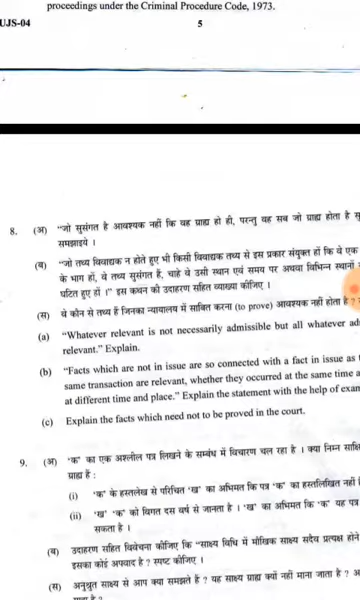 proceedings under the Criminal Procedure Code, 1973.
UJS-04 5
8. (अ) "जो सुसंगत है आवश्यक नहीं कि वह ग्राह्य हो ही, परन्तु वह सब जो ग्राह्य होता है
समझाइये ।
(ब) "जो तथ्य विवाद्यक न होते हुए भी किसी विवाद्यक तथ्य से इस प्रकार संयुक्त हों कि वे एक
के भाग हों, वे तथ्य सुसंगत हैं, चाहे वे उसी स्थान एवं समय पर अथवा विभिन्न स्थानों
घटित हुए हों ।" इस कथन की उदाहरण सहित व्याख्या कीजिए ।
(स) वे कौन से तथ्य हैं जिनका न्यायालय में साबित करना (to prove) आवश्यक नहीं होता है ?
(a) "Whatever relevant is not necessarily admissible but all whatever
relevant." Explain.
(b) "Facts which are not in issue are so connected with a fact in issue as
same transaction are relevant, whether they occurred at the same time
at different time and place." Explain the statement with the help of
(c) Explain the facts which need not to be proved in the court.
9. (अ) 'क' का एक अश्लील पत्र लिखने के सम्बंध में विचारण चल रहा है । क्या निम्न
ग्राह्य हैं :
(i) 'क' के हस्तलेख से परिचित 'ख' का अभिमत कि पत्र 'क' का हस्तलिखित नहीं
(ii) 'ख' 'क' को विगत दस वर्ष से जानता है । 'ख' का अभिमत कि 'क' यह पत्र
सकता है ।
(ब) उदाहरण सहित विवेचना कीजिए कि "साक्ष्य विधि में मौखिक साक्ष्य सदैव प्रत्यक्ष होने
इसका कोई अपवाद है ? स्पष्ट कीजिए ।
(स) अनुश्रुत साक्ष्य से आप क्या समझते हैं ? यह साक्ष्य ग्राह्य क्यों नहीं माना जाता है ?